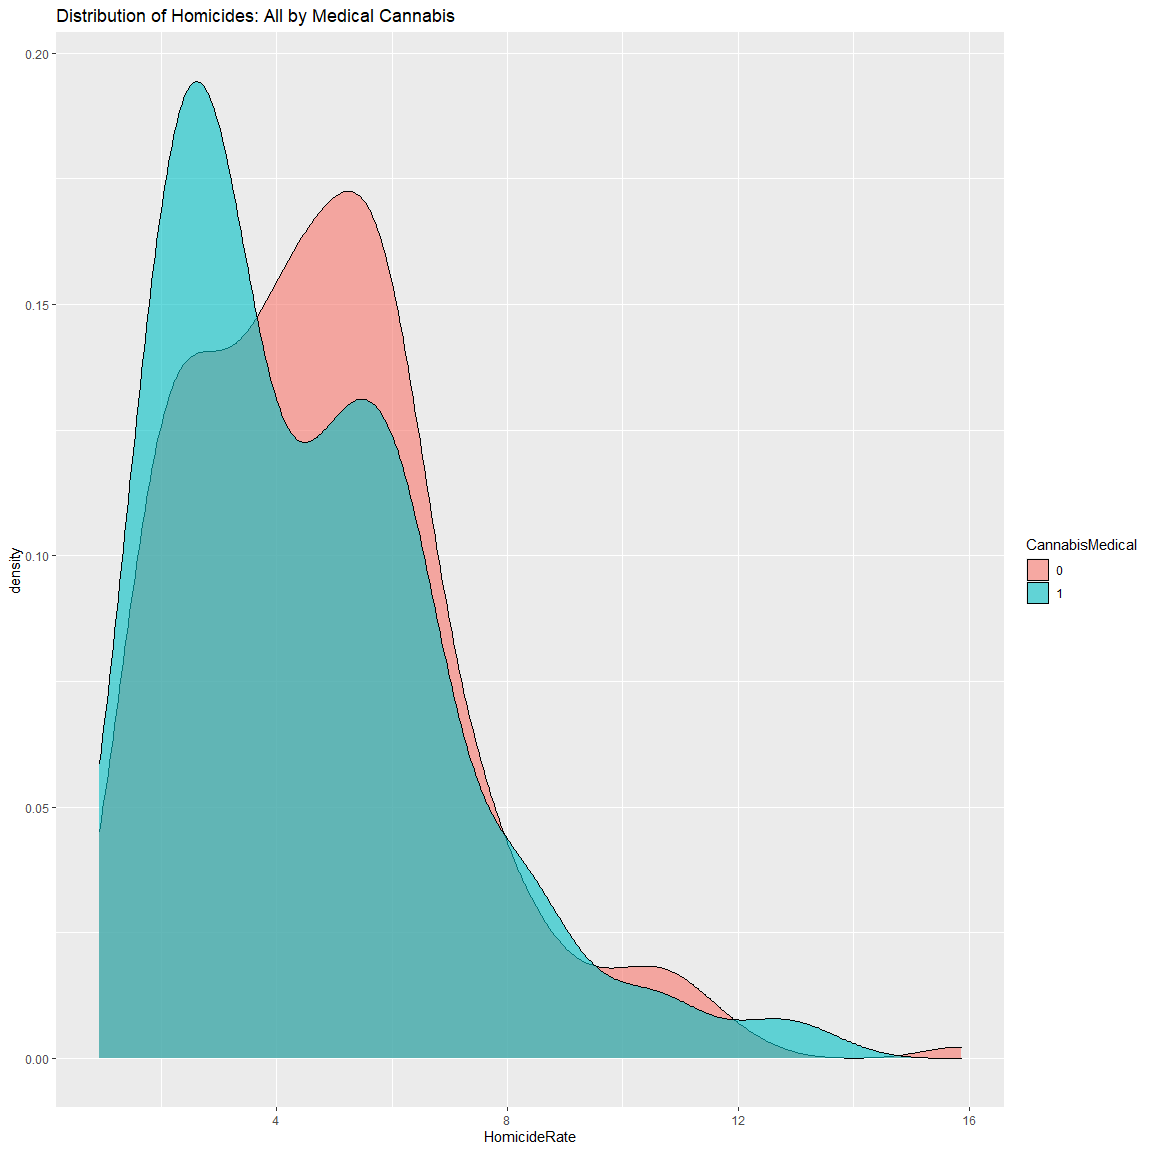 Distribution of Homicides: All by Medical Cannabis
0.20
0.15
0.10
0.05
0.00
density
4
8
12
16
HomicideRate
CannabisMedical
0
1